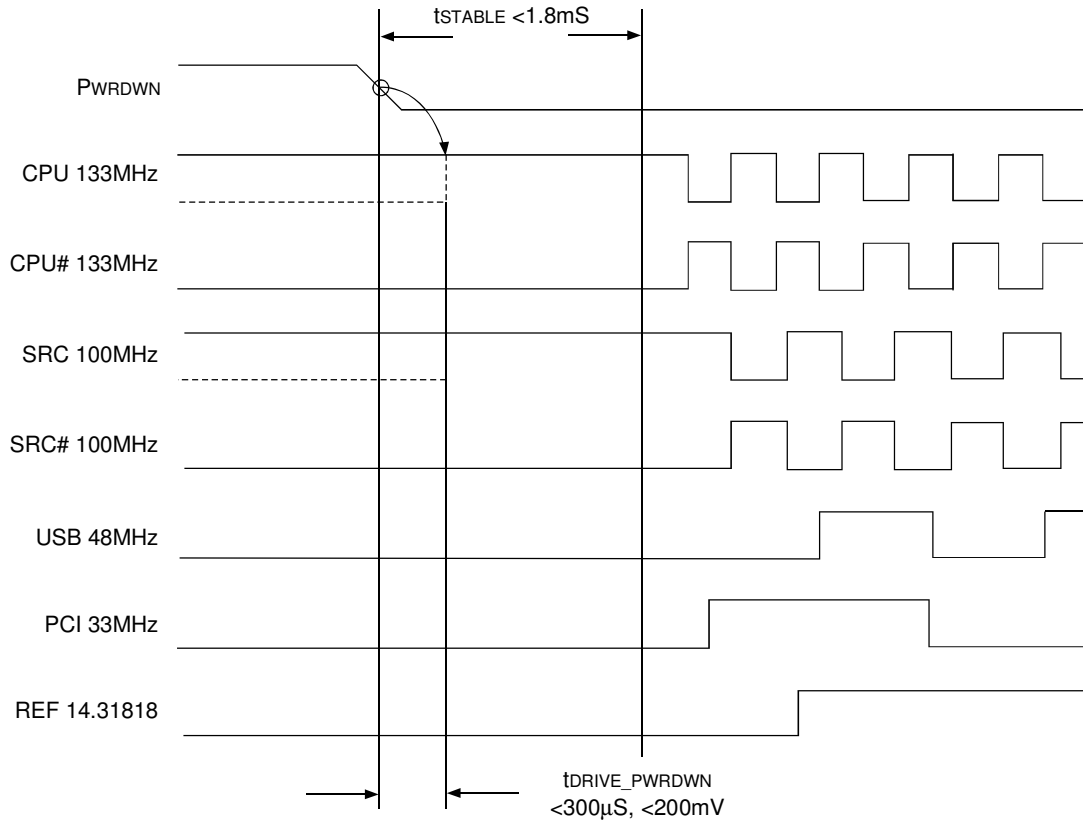 tSTABLE <1.8mS
PWRDWN
CPU 133MHz
CPU# 133MHz
SRC 100MHz
SRC# 100MHz
USB 48MHz
PCI 33MHz
REF 14.31818
tDRIVE_PWRDWN
<300µS, <200mV